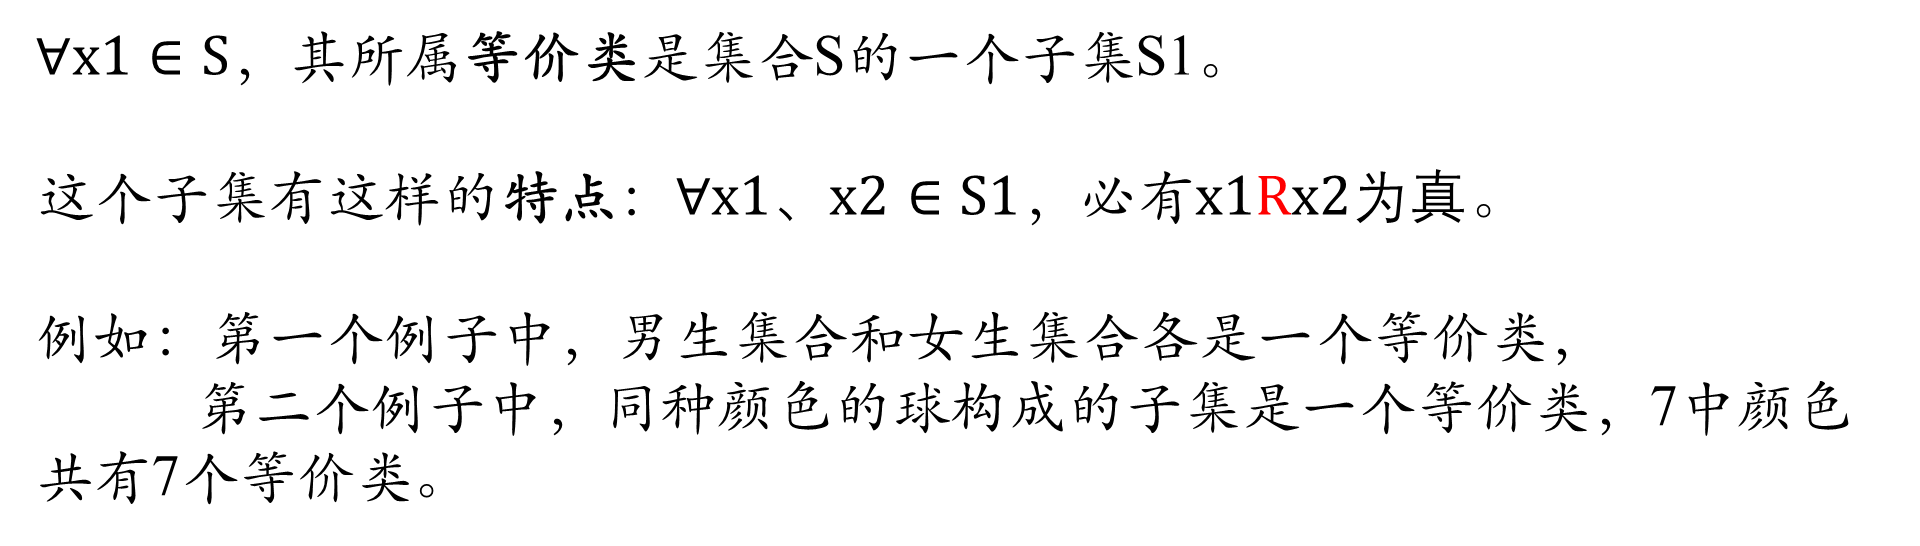 ∀x1 ∈ S，其所属等价类是集合S的一个子集S1。
这个子集有这样的特点：∀x1、x2 ∈ S1，必有x1Rx2为真。
例如：第一个例子中，男生集合和女生集合各是一个等价类，
第二个例子中，同种颜色的球构成的子集是一个等价类，7中颜色
共有7个等价类。